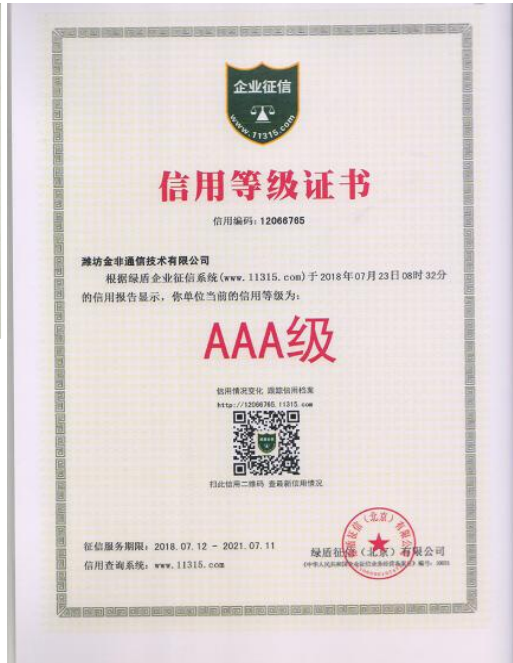 企业征信
www.11315.com
信用等级证书
信用编码：12066765
潍坊金非通信技术有限公司
根据绿盾企业征信系统(www.11315.com)于2018年07月23日08时32分
的信用报告显示，你单位当前的信用等级为：
AAA级
信用情况变化 跟踪信用档案
http://12066765.11315.com
扫此信用二维码 查最新信用情况
征信服务期限：2018.07.12 - 2021.07.11
绿盾征信（北京）有限公司
信用查询系统：www.11315.com